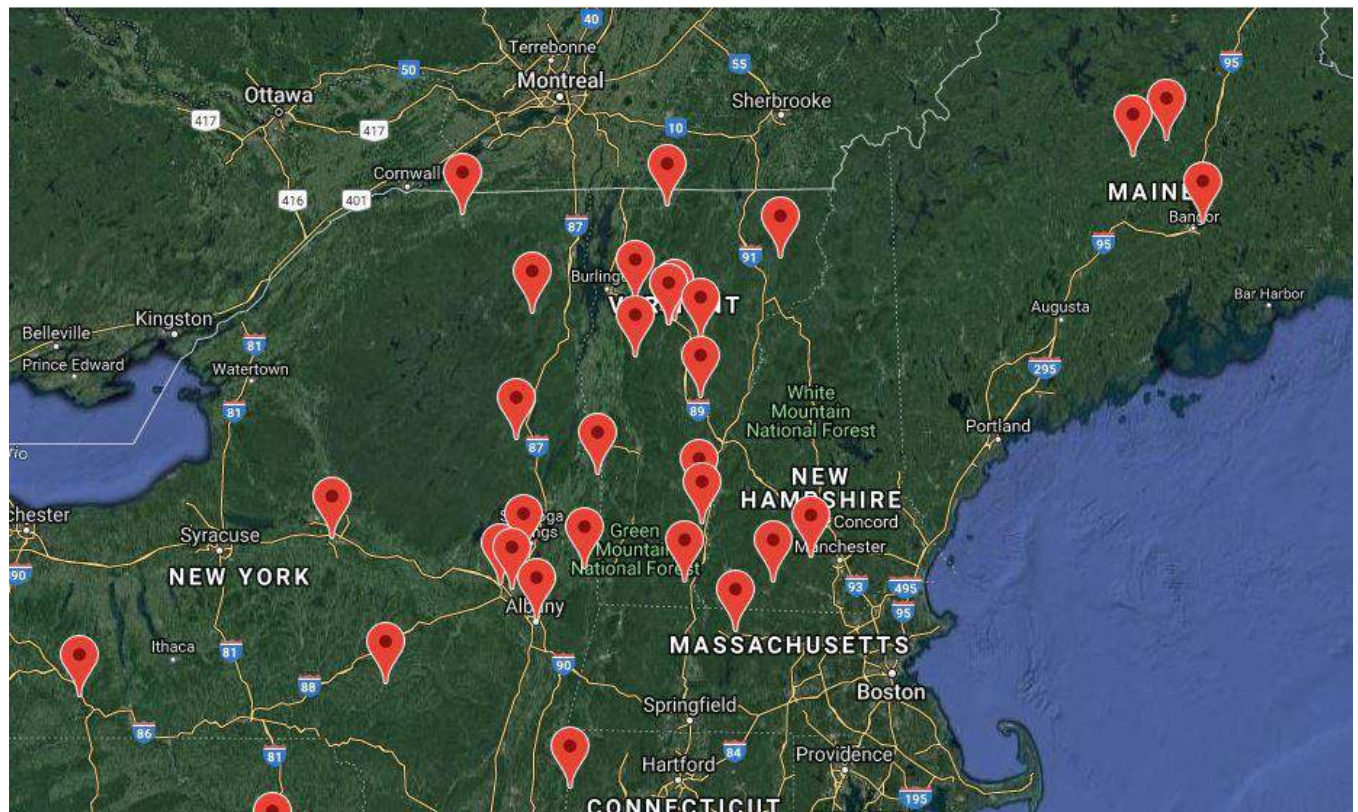 40
Terrebonne
50
55
95
Montreal
Ottawa
Sherbrooke
417
417
10
Cornwall
MAINE
416
401
Bangor
87
95
91
Burling
Bar Harbor
VERMONT
Augusta
Kingston
Belleville
81
Prince Edward
Watertown
295
White
Mountain
National Forest
81
89
Portland
87
rio
NEW
HAMPSHIRE
chester
Concord
Syracuse
Green
Mountain
National Forest
Manchester
90
NEW YORK
93
495
95
Albany
Ithaca
81
MASSACHUSETTS
90
88
Boston
Springfield
86
81
84
Providence
Hartford
195
CONNECTICUT